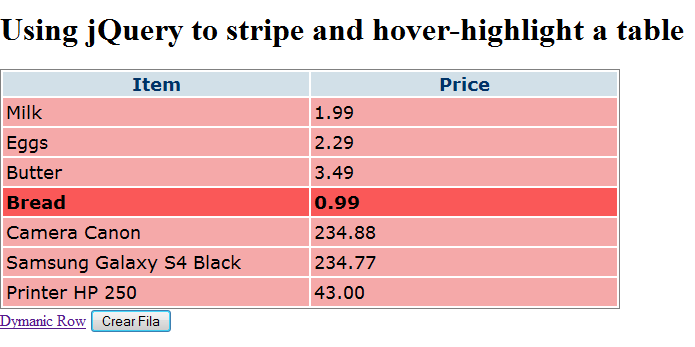 Using jQuery to stripe and hover-highlight a table
Item Price
Milk 1.99
Eggs 2.29
Butter 3.49
Bread 0.99
Camera Canon 234.88
Samsung Galaxy S4 Black 234.77
Printer HP 250 43.00
Dymanic Row Crear Fila